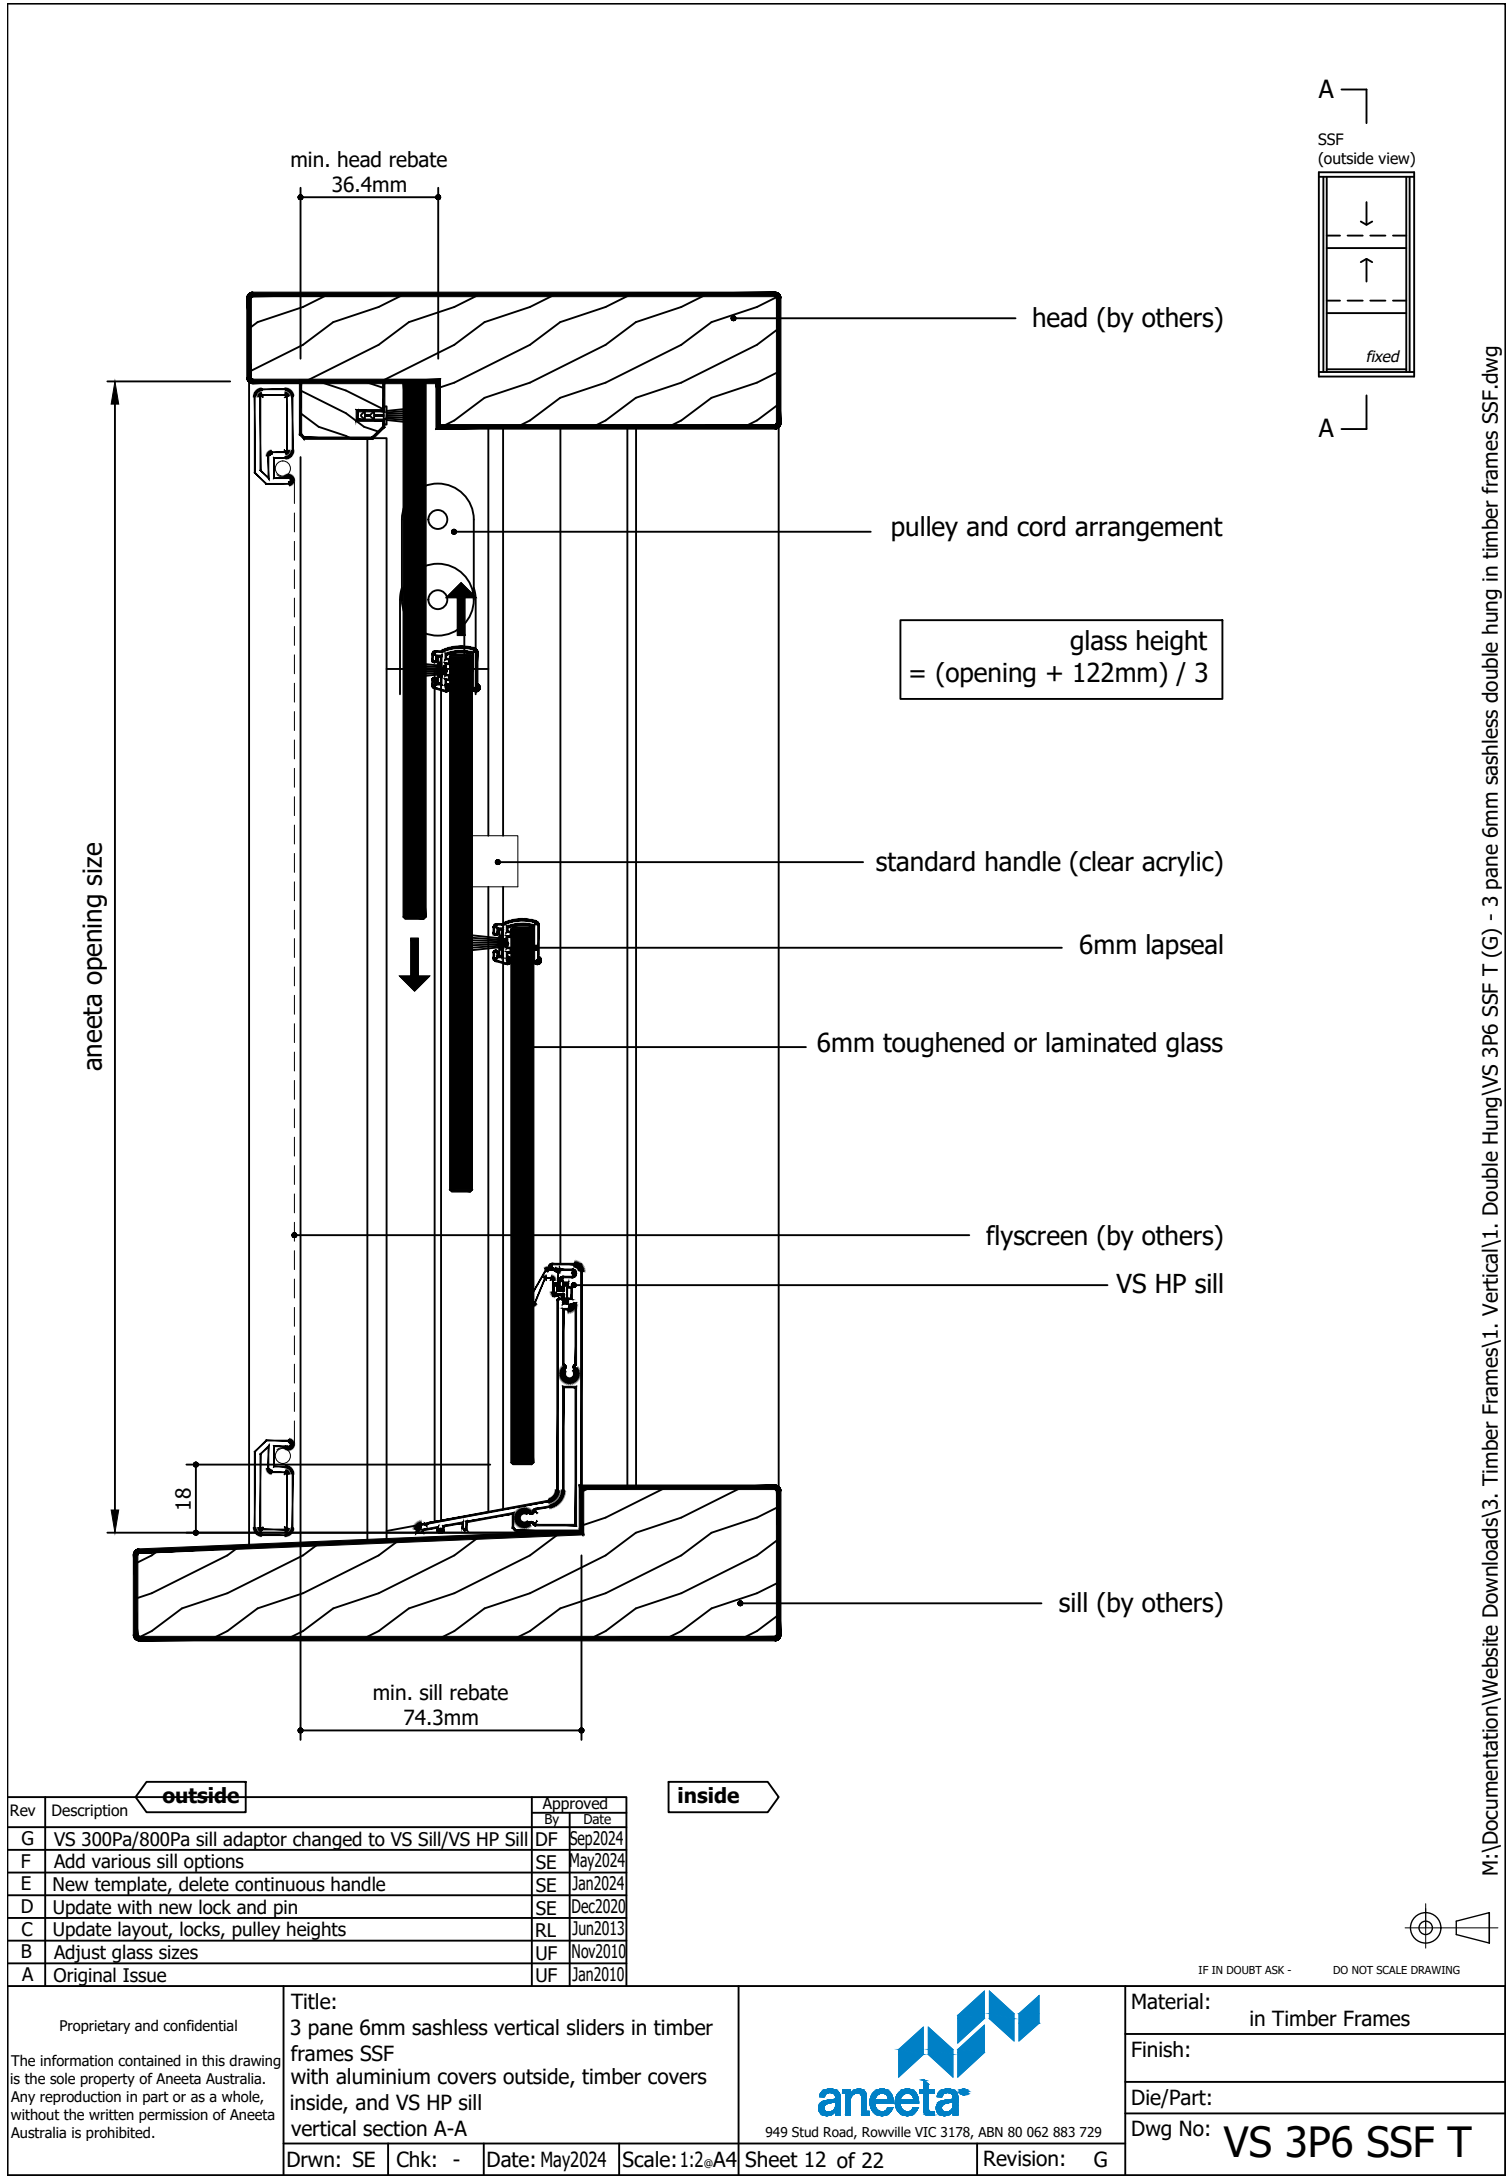 A
SSF
(outside view)
fixed
A
min. head rebate
36.4mm
head (by others)
pulley and cord arrangement
glass height
= (opening + 122mm) / 3
standard handle (clear acrylic)
6mm lapseal
6mm toughened or laminated glass
aneeta opening size
flyscreen (by others)
VS HP sill
18
sill (by others)
min. sill rebate
74.3mm
M:\Documentation\Website Downloads\3. Timber Frames\1. Vertical\1. Double Hung\VS 3P6 SSF T (G) - 3 pane 6mm sashless double hung in timber frames SSF.dwg
outside
inside
Rev Description Approved
By Date
G VS 300Pa/800Pa sill adaptor changed to VS Sill/VS HP Sill DF Sep2024
F Add various sill options SE May2024
E New template, delete continuous handle SE Jan2024
D Update with new lock and pin SE Dec2020
C Update layout, locks, pulley heights RL Jun2013
B Adjust glass sizes UF Nov2010
A Original Issue UF Jan2010
IF IN DOUBT ASK - DO NOT SCALE DRAWING
Proprietary and confidential
The information contained in this drawing
is the sole property of Aneeta Australia.
Any reproduction in part or as a whole,
without the written permission of Aneeta
Australia is prohibited.
Title:
3 pane 6mm sashless vertical sliders in timber
frames SSF
with aluminium covers outside, timber covers
inside, and VS HP sill
vertical section A-A
Drwn: SE Chk: - Date: May2024 Scale: 1:2@A4 Sheet 12 of 22 Revision: G
aneeta
949 Stud Road, Rowville VIC 3178, ABN 80 062 883 729
Material:
in Timber Frames
Finish:
Die/Part:
Dwg No: VS 3P6 SSF T